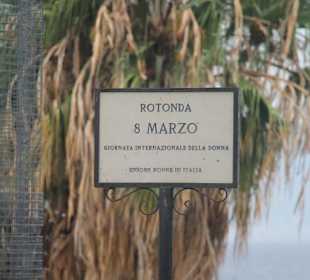 ROTONDA
8 MARZO
GIORNATA INTERNAZIONALE DELLA DONNA
UNIONE DONNE IN ITALIA